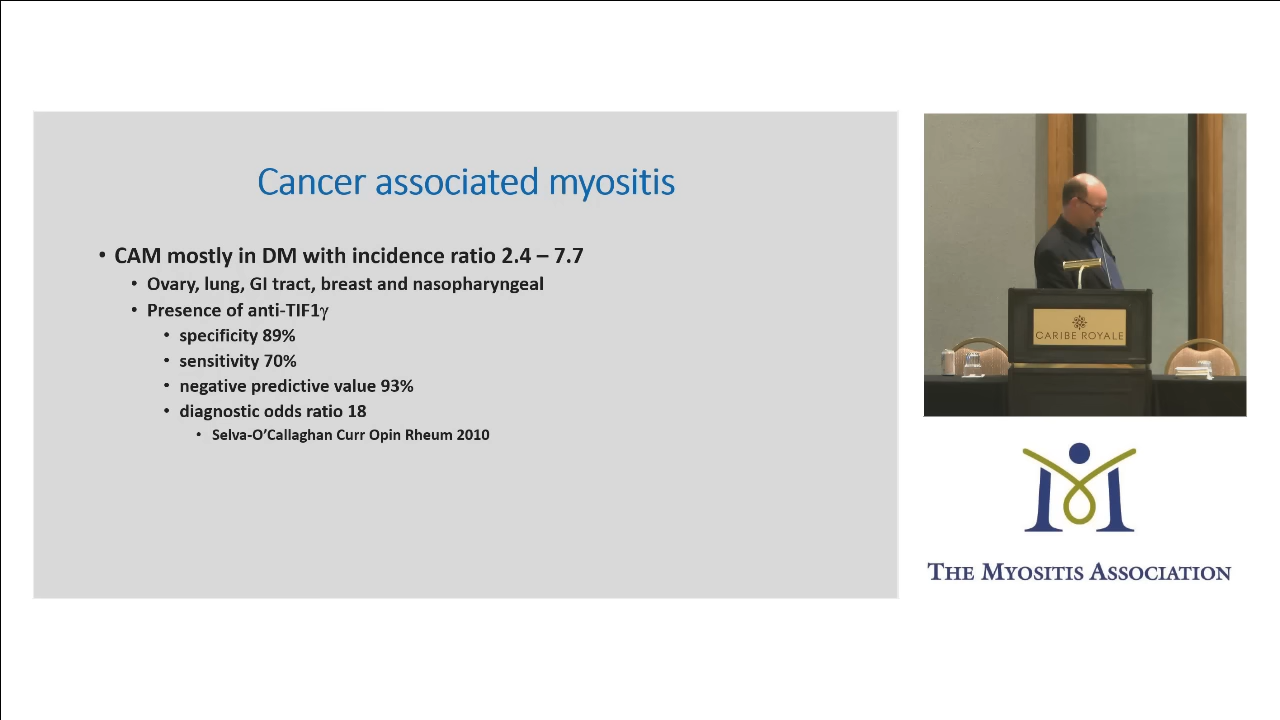 Cancer associated myositis
• CAM mostly in DM with incidence ratio 2.4 – 7.7
• Ovary, lung, GI tract, breast and nasopharyngeal
• Presence of anti-TIF1γ
• specificity 89%
• sensitivity 70%
• negative predictive value 93%
• diagnostic odds ratio 18
• Selva-O’Callaghan Curr Opin Rheum 2010
CARIBE ROYALE
THE MYOSITIS ASSOCIATION